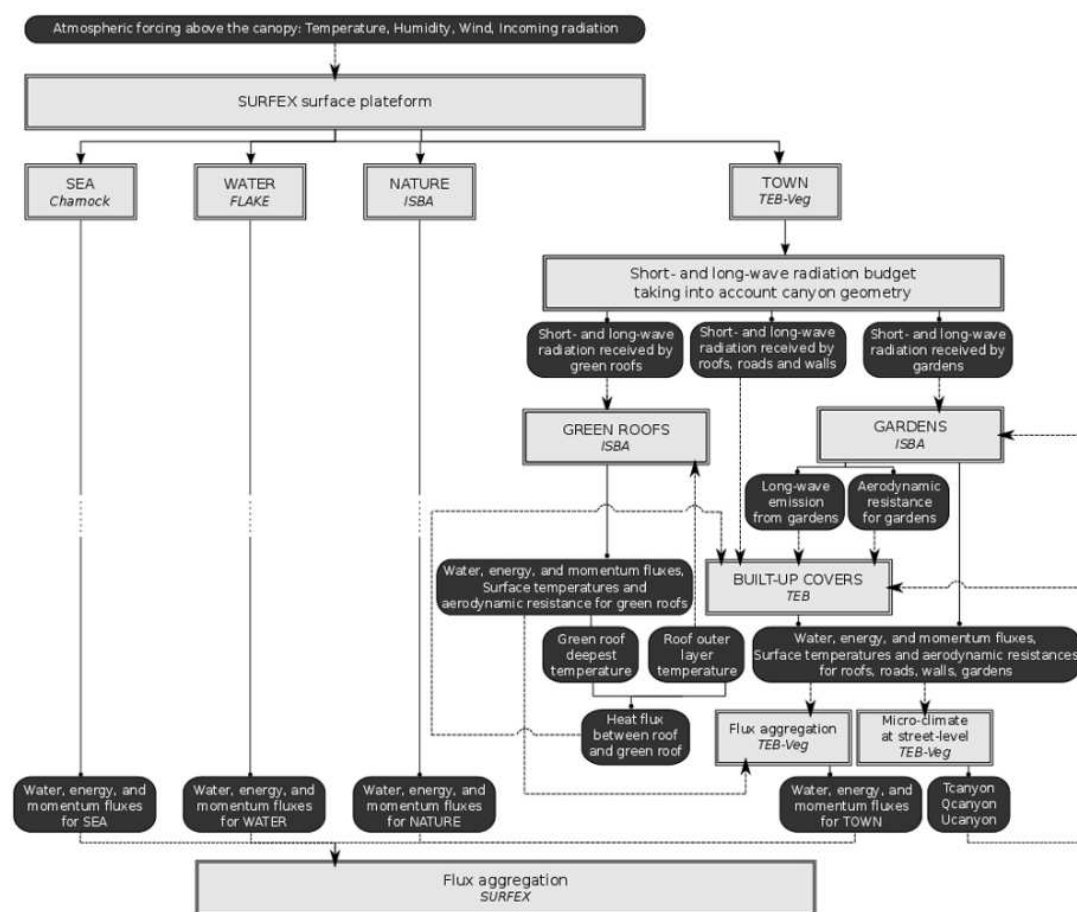 Atmospheric forcing above the canopy: Temperature, Humidity, Wind, Incoming radiation
SURFEX surface plateform
SEA
Charnock
WATER
FLAKE
NATURE
ISBA
TOWN
TEB-Veg
Short- and long-wave radiation budget
taking into account canyon geometry
Short- and long-wave
radiation received by
green roofs
Short- and long-wave
radiation received by
roofs, roads and walls
Short- and long-wave
radiation received by
gardens
GREEN ROOFS
ISBA
GARDENS
ISBA
Long-wave
emission
from gardens
Aerodynamic
resistance
for gardens
Water, energy, and momentum fluxes,
Surface temperatures and
aerodynamic resistance for green roofs
BUILT-UP COVERS
TEB
Green roof
deepest
temperature
Roof outer
layer
temperature
Water, energy, and momentum fluxes,
Surface temperatures and aerodynamic resistances
for roofs, roads, walls, gardens
Heat flux
between roof
and green roof
Flux aggregation
TEB-Veg
Micro-climate
at street-level
TEB-Veg
Water, energy, and
momentum fluxes
for SEA
Water, energy, and
momentum fluxes
for WATER
Water, energy, and
momentum fluxes
for NATURE
Water, energy, and
momentum fluxes
for TOWN
Tcanyon
Qcanyon
Ucanyon
Flux aggregation
SURFEX